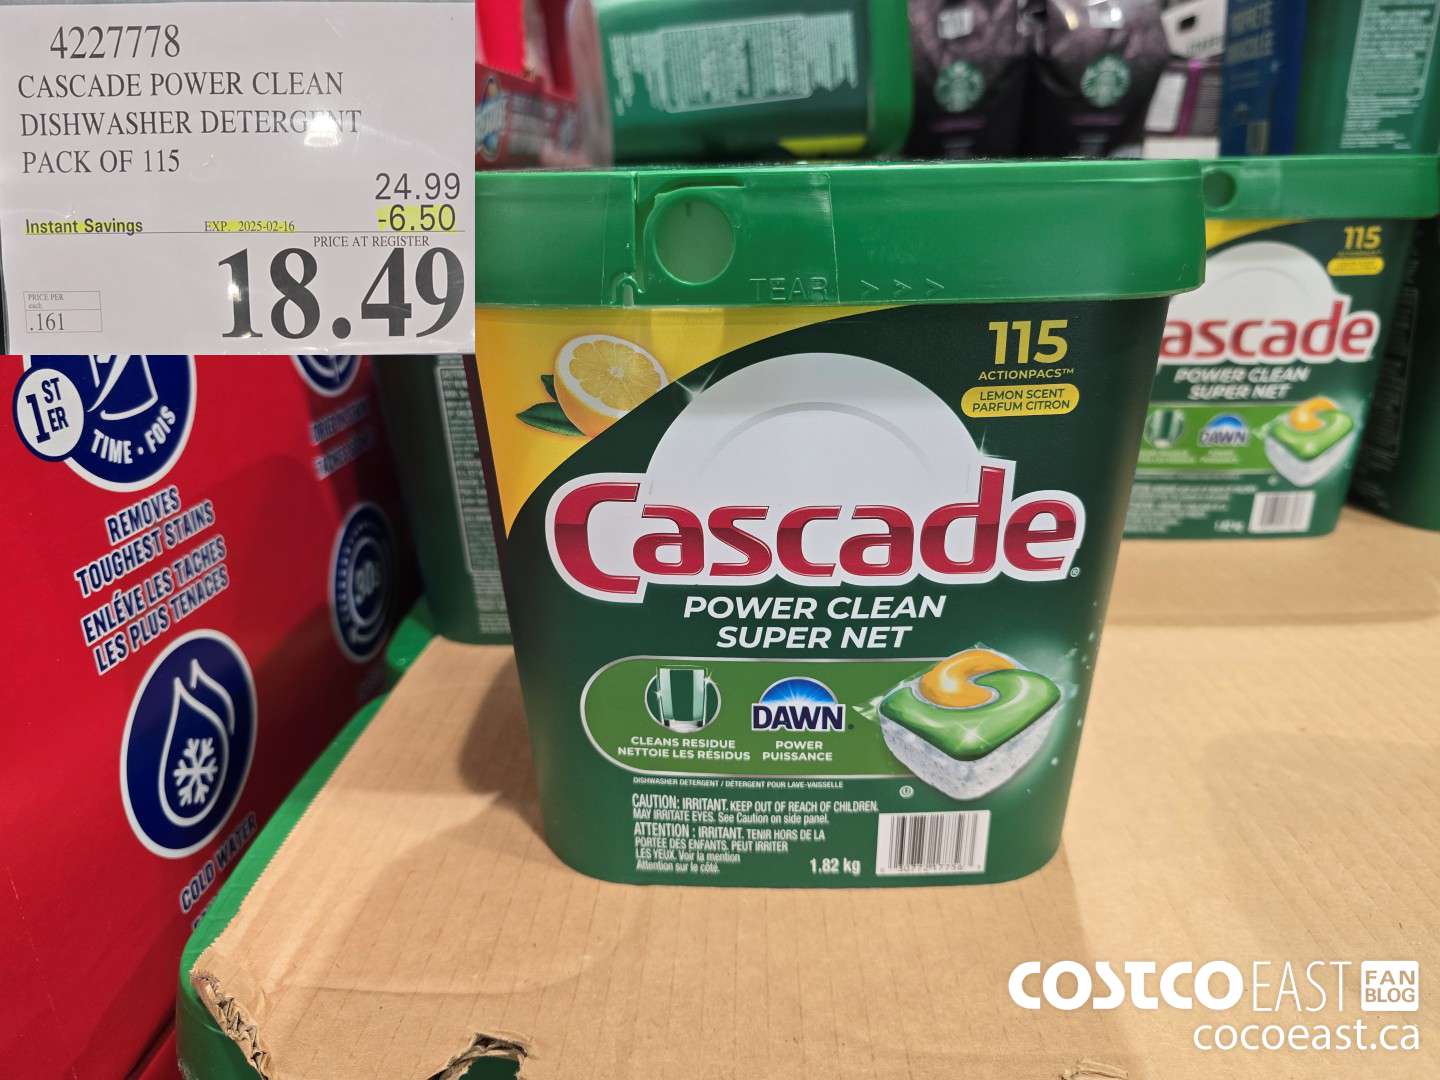 4227778
CASCADE POWER CLEAN
DISHWASHER DETERGENT
PACK OF 115
24.99
Instant Savings EXP. 2025-02-16 -6.50
PRICE AT REGISTER
18.49
PRICE PER
each
.161
1ST
ER
TIME • FOIS
REMOVES
TOUGHEST STAINS
ENLÉVE LES TACHES
LES PLUS TENACES
COLD WATER
TEAR > > >
115
ACTIONPACS™
LEMON SCENT
PARFUM CITRON
Cascade®
POWER CLEAN
SUPER NET
CLEANS RESIDUE
NETTOIE LES RÉSIDUS
DAWN
POWER
PUISSANCE
DISHWASHER DETERGENT / DÉTERGENT POUR LAVE-VAISSELLE
CAUTION: IRRITANT. KEEP OUT OF REACH OF CHILDREN.
MAY IRRITATE EYES. See Caution on side panel.
ATTENTION : IRRITANT. TENIR HORS DE LA
PORTÉE DES ENFANTS. PEUT IRRITER
LES YEUX. Voir la mention
Attention sur le côté.
1.82 kg
115
ascade
POWER CLEAN
SUPER NET
DAWN
COSTCO EAST FAN
BLOG
cocoeast.ca